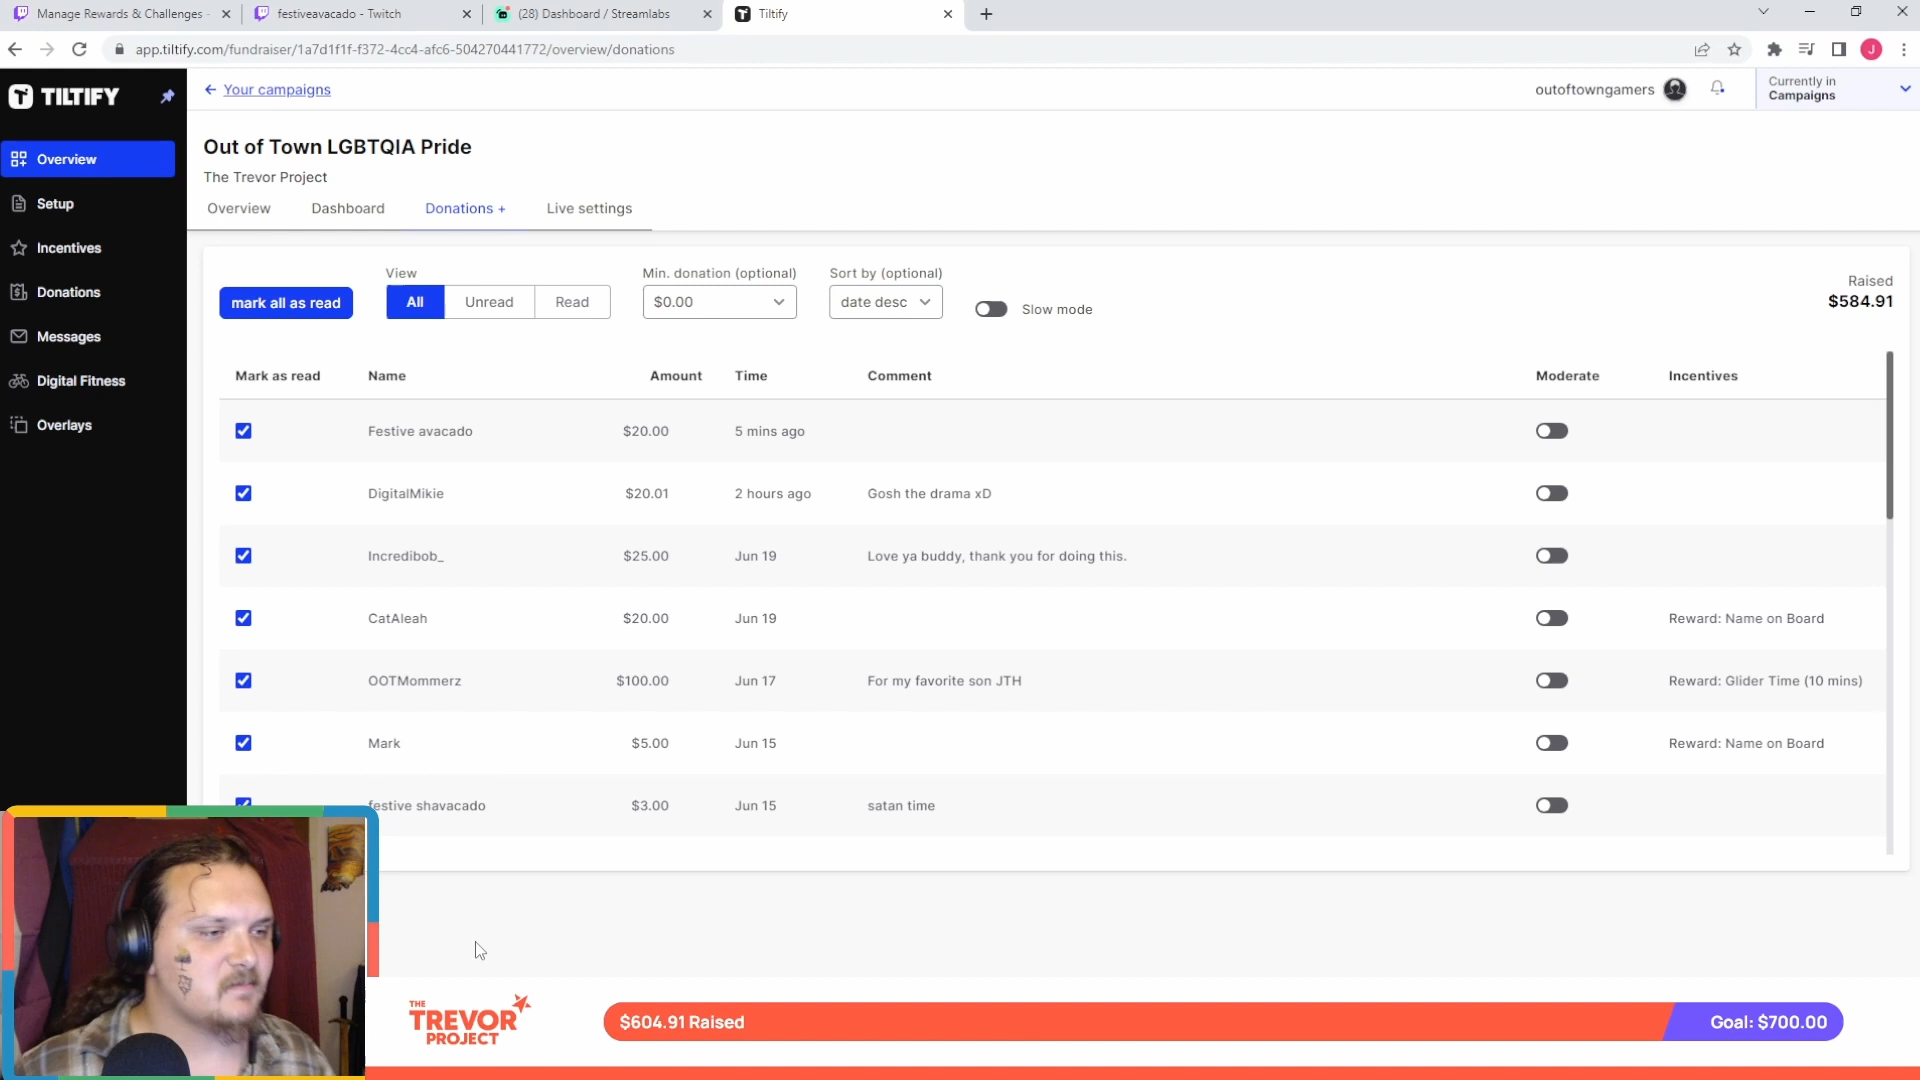 Manage Rewards & Challenges -
festiveavacado - Twitch
(28) Dashboard / Streamlabs
Tiltify
app.tiltify.com/fundraiser/1a7d1f1f-f372-4cc4-afc6-504270441772/overview/donations
J
TILTIFY
Your campaigns
outoftowngamers
Currently in
Campaigns
Overview
Setup
Incentives
Donations
Messages
Digital Fitness
Overlays
Out of Town LGBTQIA Pride
The Trevor Project
Overview
Dashboard
Donations +
Live settings
mark all as read
View
All
Unread
Read
Min. donation (optional)
$0.00
Sort by (optional)
date desc
Slow mode
Raised
$584.91
Mark as read Name Amount Time Comment Moderate Incentives
Festive avacado $20.00 5 mins ago
DigitalMikie $20.01 2 hours ago Gosh the drama xD
Incredibob_ $25.00 Jun 19 Love ya buddy, thank you for doing this.
CatAleah $20.00 Jun 19 Reward: Name on Board
OOTMommerz $100.00 Jun 17 For my favorite son JTH Reward: Glider Time (10 mins)
Mark $5.00 Jun 15 Reward: Name on Board
festive shavacado $3.00 Jun 15 satan time
THE
TREVOR
PROJECT
$604.91 Raised
Goal: $700.00